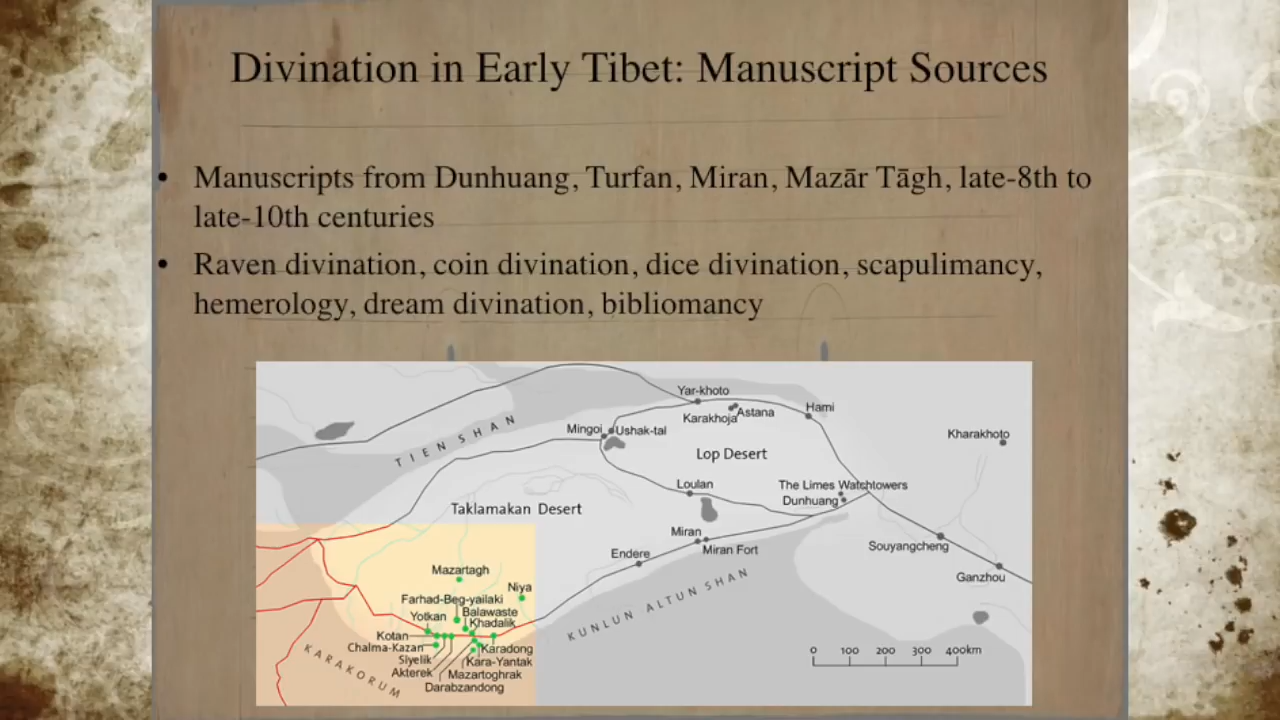 Divination in Early Tibet: Manuscript Sources
• Manuscripts from Dunhuang, Turfan, Miran, Mazār Tāgh, late-8th to
late-10th centuries
• Raven divination, coin divination, dice divination, scapulimancy,
hemerology, dream divination, bibliomancy
Yar-khoto
Karakhoja
Astana
Hami
Mingoi
Ushak-tal
TIEN SHAN
Kharakhoto
Lop Desert
Loulan
The Limes Watchtowers
Dunhuang
Taklamakan Desert
Miran
Miran Fort
Souyangcheng
Endere
Ganzhou
Mazartagh
Niya
KUNLUN ALTUN SHAN
Farhad-Beg-yailaki
Balawaste
Yotkan
Khadalik
Kotan
Chalma-Kazan
Karadong
Siyelik
Kara-Yantak
Akterek
Mazartoghrak
Darabzandong
KARAKORUM
0 100 200 300 400km